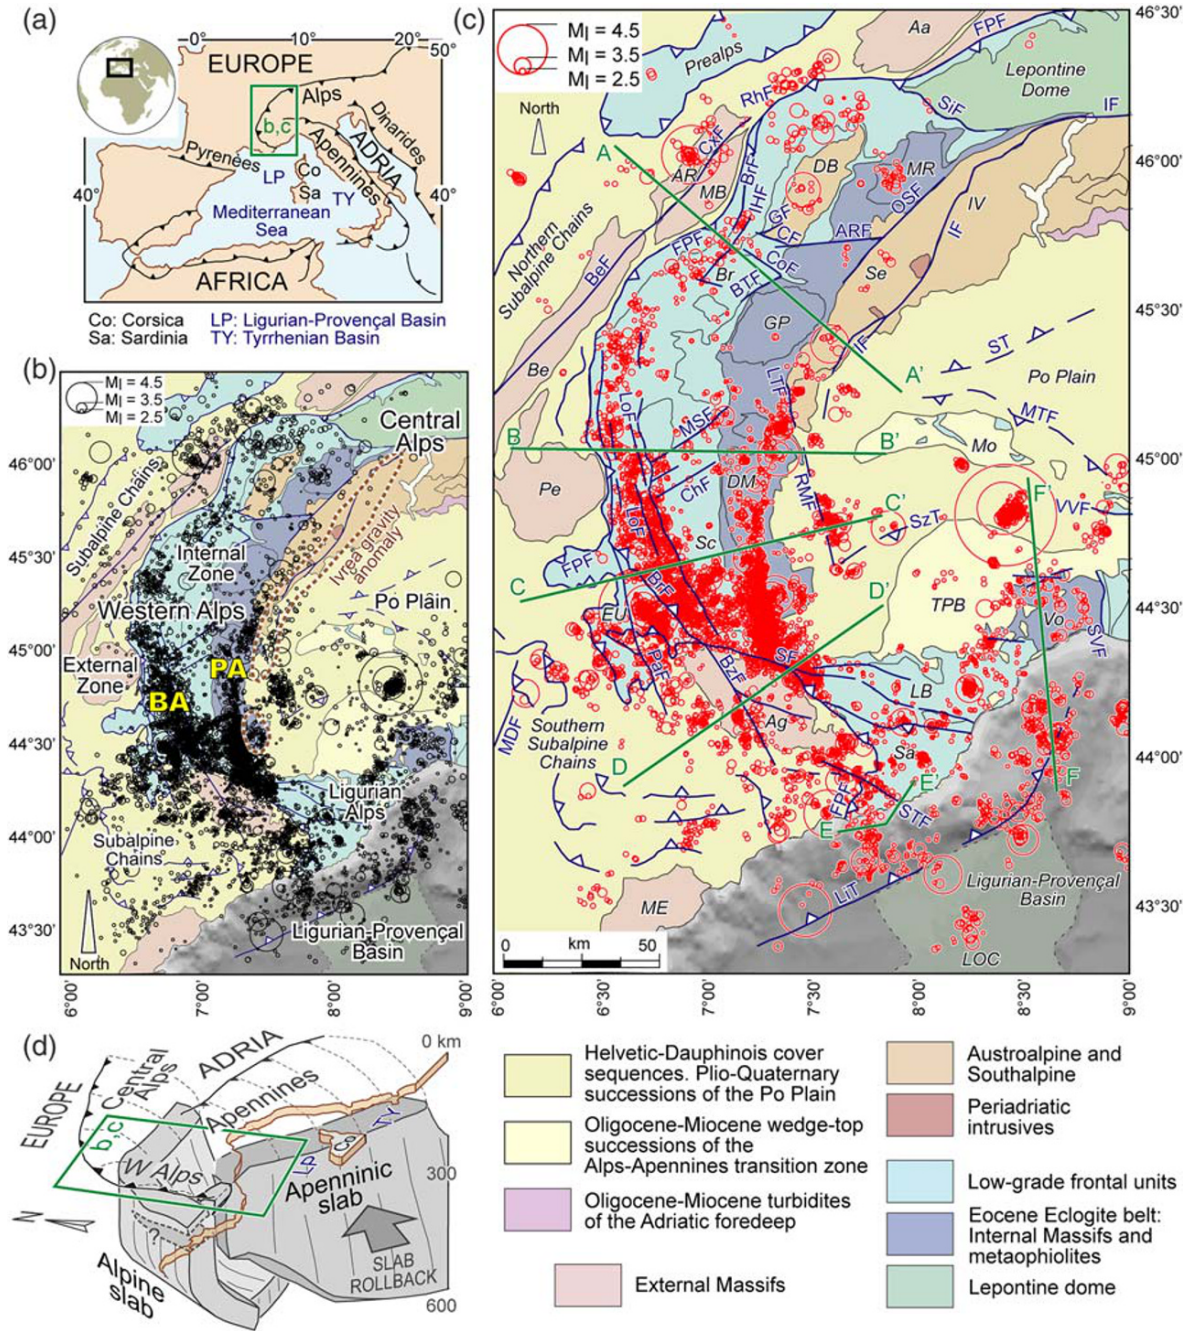 (a)
0° 10° 20° 50°
EUROPE
Alps
b,c
Dinarides
ADRIA
Apennines
Pyrenees
LP
Co
Sa
TY
40° 40°
Mediterranean
Sea
AFRICA
Co: Corsica LP: Ligurian-Provençal Basin
Sa: Sardinia TY: Tyrrhenian Basin
(b)
Ml = 4.5
Ml = 3.5
Ml = 2.5
Central
Alps
Subalpine Chains
Internal
Zone
Ivrea gravity
anomaly
Western Alps
Po Plain
PA
External
Zone
BA
Ligurian
Alps
Subalpine
Chains
Ligurian-Provençal
Basin
North
46°00'
45°30'
45°00'
44°30'
44°00'
43°30'
6°00' 7°00' 8°00' 9°00'
(c)
Ml = 4.5
Ml = 3.5
Ml = 2.5
North
Prealps
Aa
FPF
Lepontine
Dome
RhF
SiF
IF
A
CxF
AR
MB
BrF
DB
MR
IHF
OSF
GF
CF
ARF
IV
IF
Northern
Subalpine Chains
BeF
FPF
Br
CoF
BTF
Se
GP
IF
A'
ST
Po Plain
Be
LTF
LoF
MSF
MTF
B
B'
Mo
Pe
ChF
DM
RMF
C'
F'
LoF
SzT
VVF
Sc
FPF
C
BrF
D'
TPB
EU
Vo
PaF
BzF
SF
SVF
MDF
LB
Southern
Subalpine
Chains
Ag
D
Sa
E'
FPF
E
STF
F
ME
LiT
Ligurian-Provençal
Basin
LOC
0 km 50
46°30'
46°00'
45°30'
45°00'
44°30'
44°00'
43°30'
6°00' 6°30' 7°00' 7°30' 8°00' 8°30' 9°00'
(d)
0 km
ADRIA
EUROPE
Central
Alps
Apennines
b,c
TY
Co
W Alps
LP
300
Apenninic
slab
N
?
SLAB
ROLLBACK
Alpine
slab
600
Helvetic-Dauphinois cover
sequences. Plio-Quaternary
successions of the Po Plain
Oligocene-Miocene wedge-top
successions of the
Alps-Apennines transition zone
Oligocene-Miocene turbidites
of the Adriatic foredeep
External Massifs
Austroalpine and
Southalpine
Periadriatic
intrusives
Low-grade frontal units
Eocene Eclogite belt:
Internal Massifs and
metaophiolites
Lepontine dome